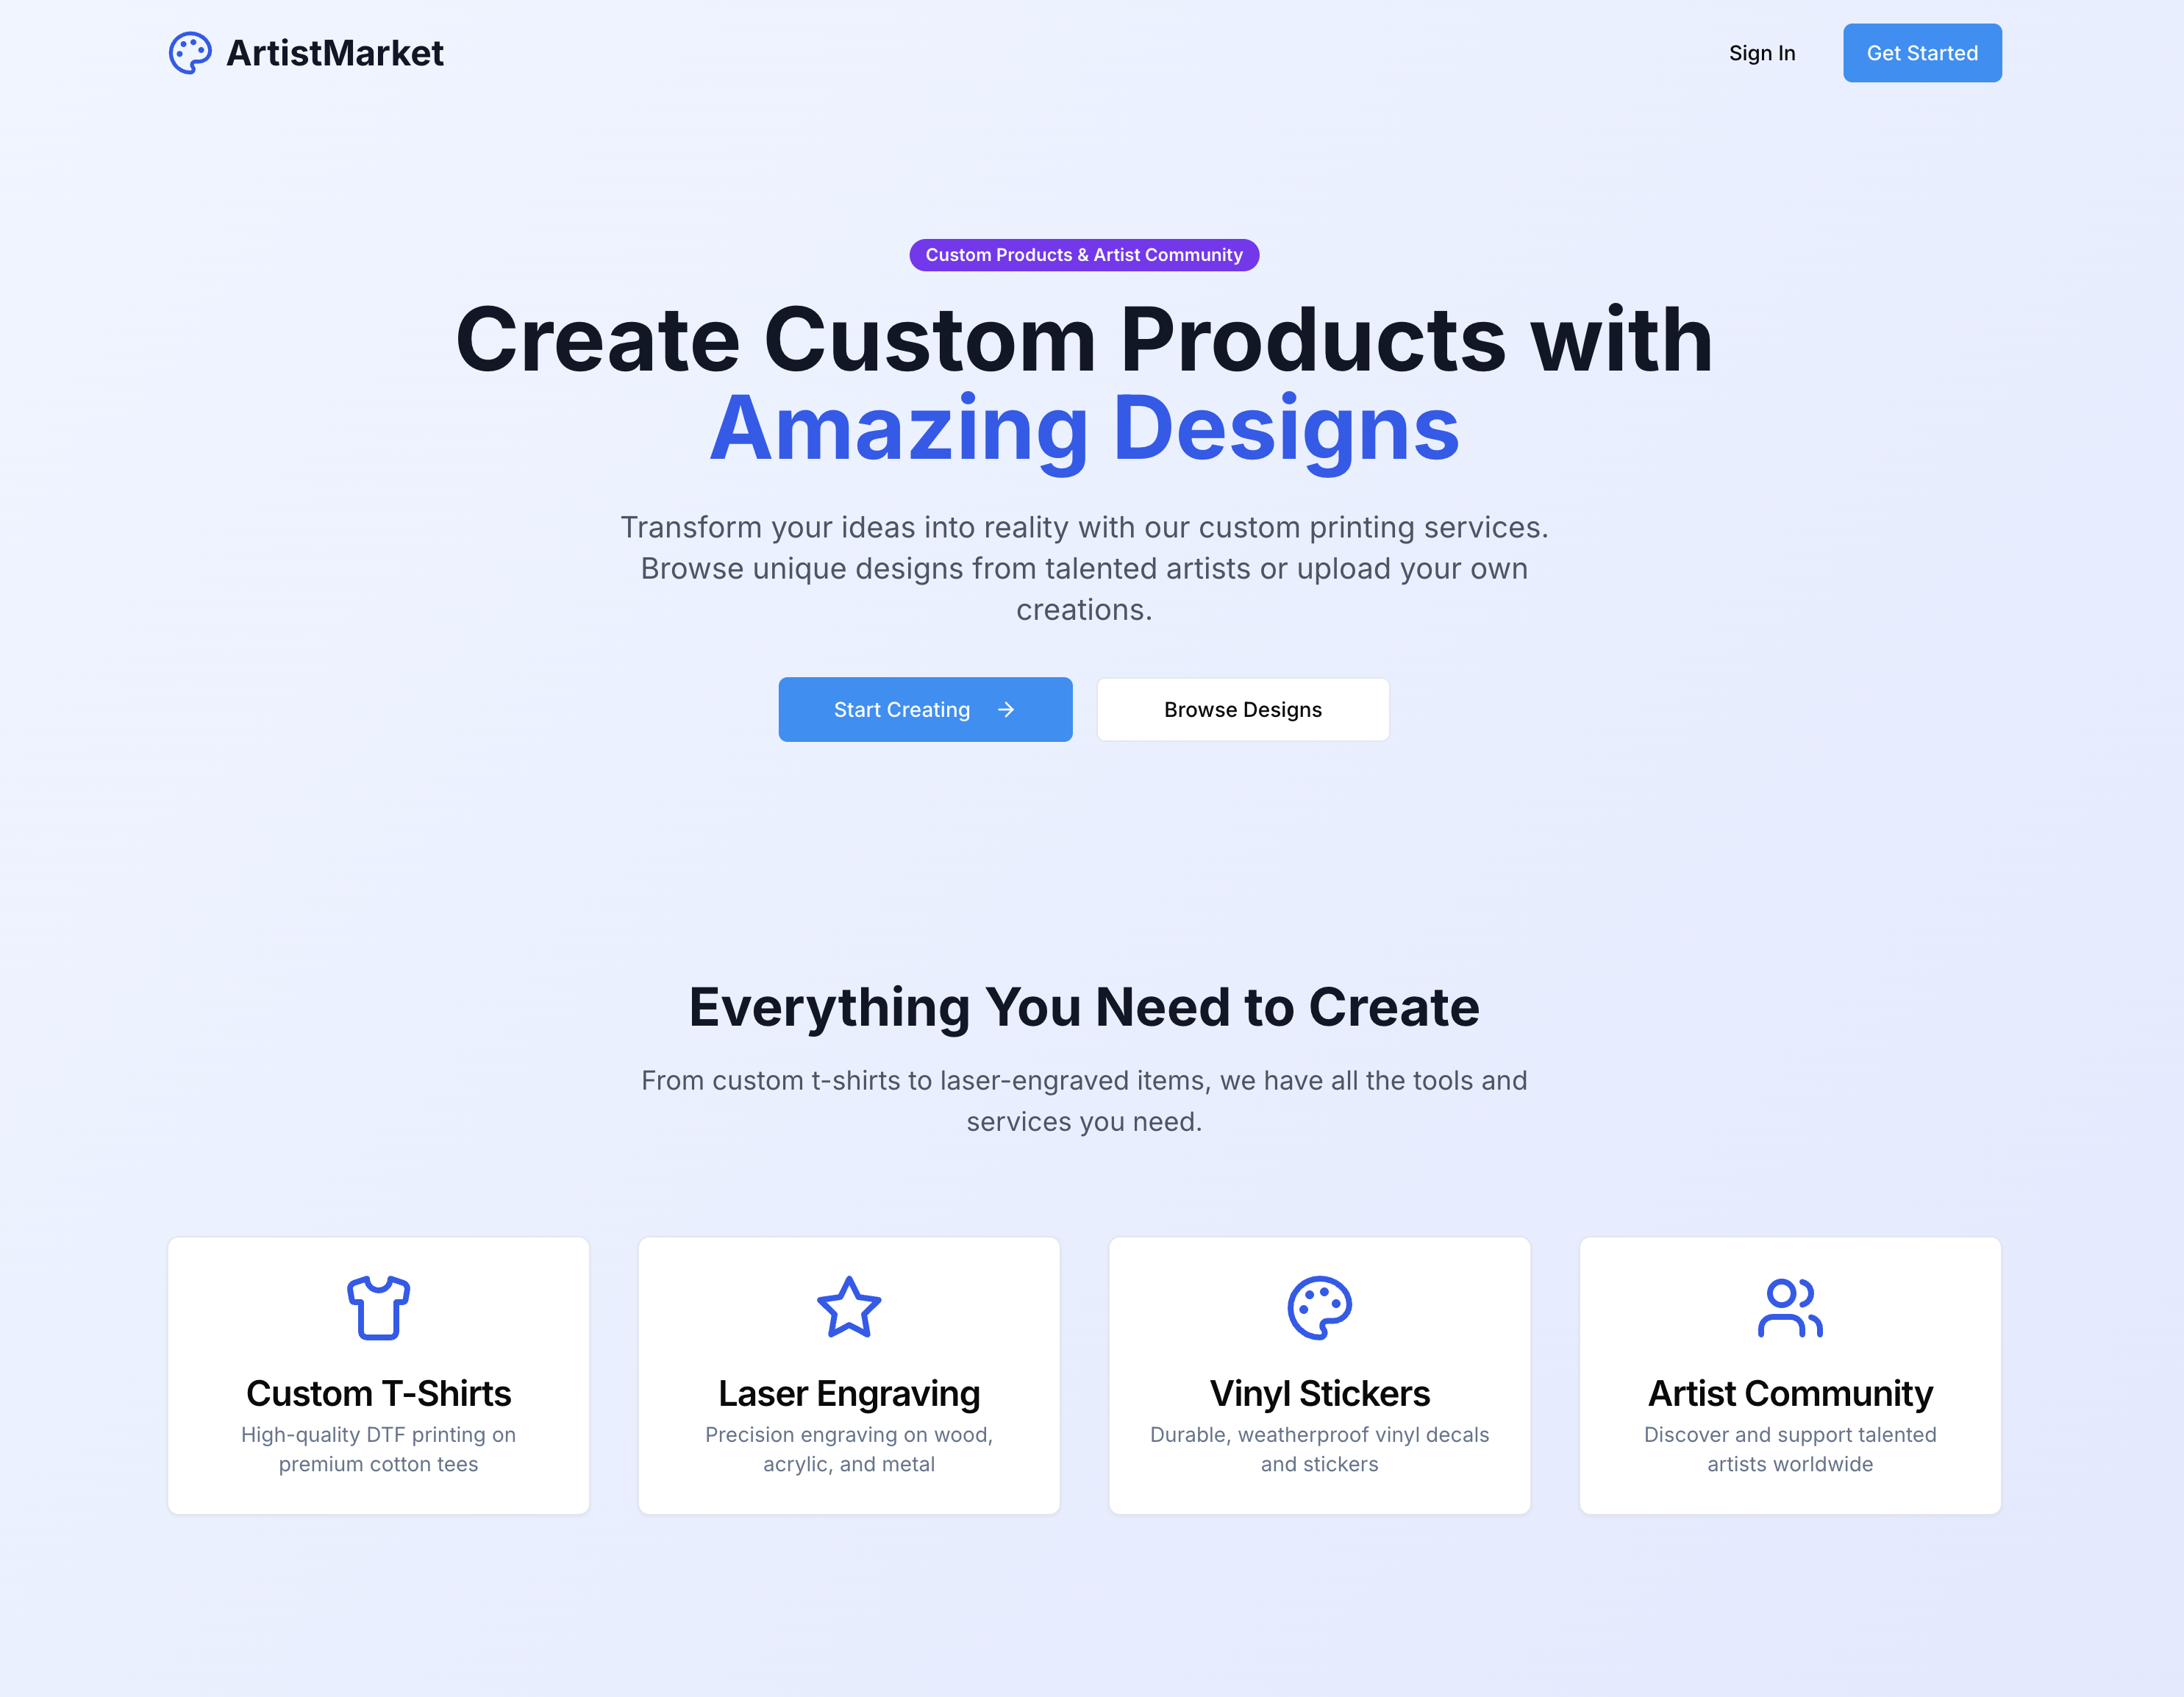 ArtistMarket
Sign In
Get Started
Custom Products & Artist Community
Create Custom Products with
Amazing Designs
Transform your ideas into reality with our custom printing services.
Browse unique designs from talented artists or upload your own
creations.
Start Creating
Browse Designs
Everything You Need to Create
From custom t-shirts to laser-engraved items, we have all the tools and
services you need.
Custom T-Shirts
High-quality DTF printing on
premium cotton tees
Laser Engraving
Precision engraving on wood,
acrylic, and metal
Vinyl Stickers
Durable, weatherproof vinyl decals
and stickers
Artist Community
Discover and support talented
artists worldwide